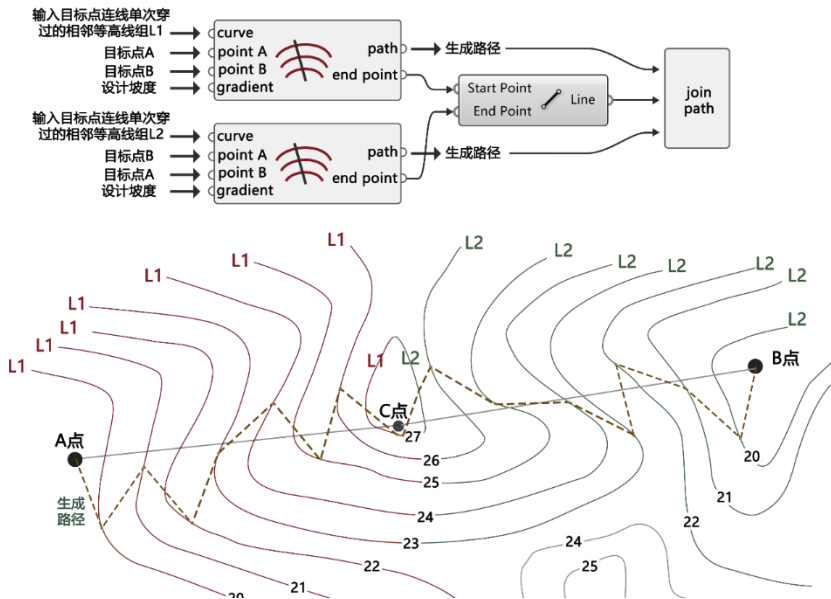 输入目标点连线单次穿
过的相邻等高线组L1
目标点A
目标点B
设计坡度
curve
point A
point B
gradient
path
end point
生成路径
Start Point
End Point
Line
join
path
输入目标点连线单次穿
过的相邻等高线组L2
目标点B
目标点A
设计坡度
curve
point A
point B
gradient
path
end point
生成路径
L1
L1
L1
L1
L1
L1
L1
L1
L2
L2
L2
L2
L2
L2
L2
L2
A点
C点
B点
生成
路径
27
26
25
24
23
22
21
20
20
21
22
24
25